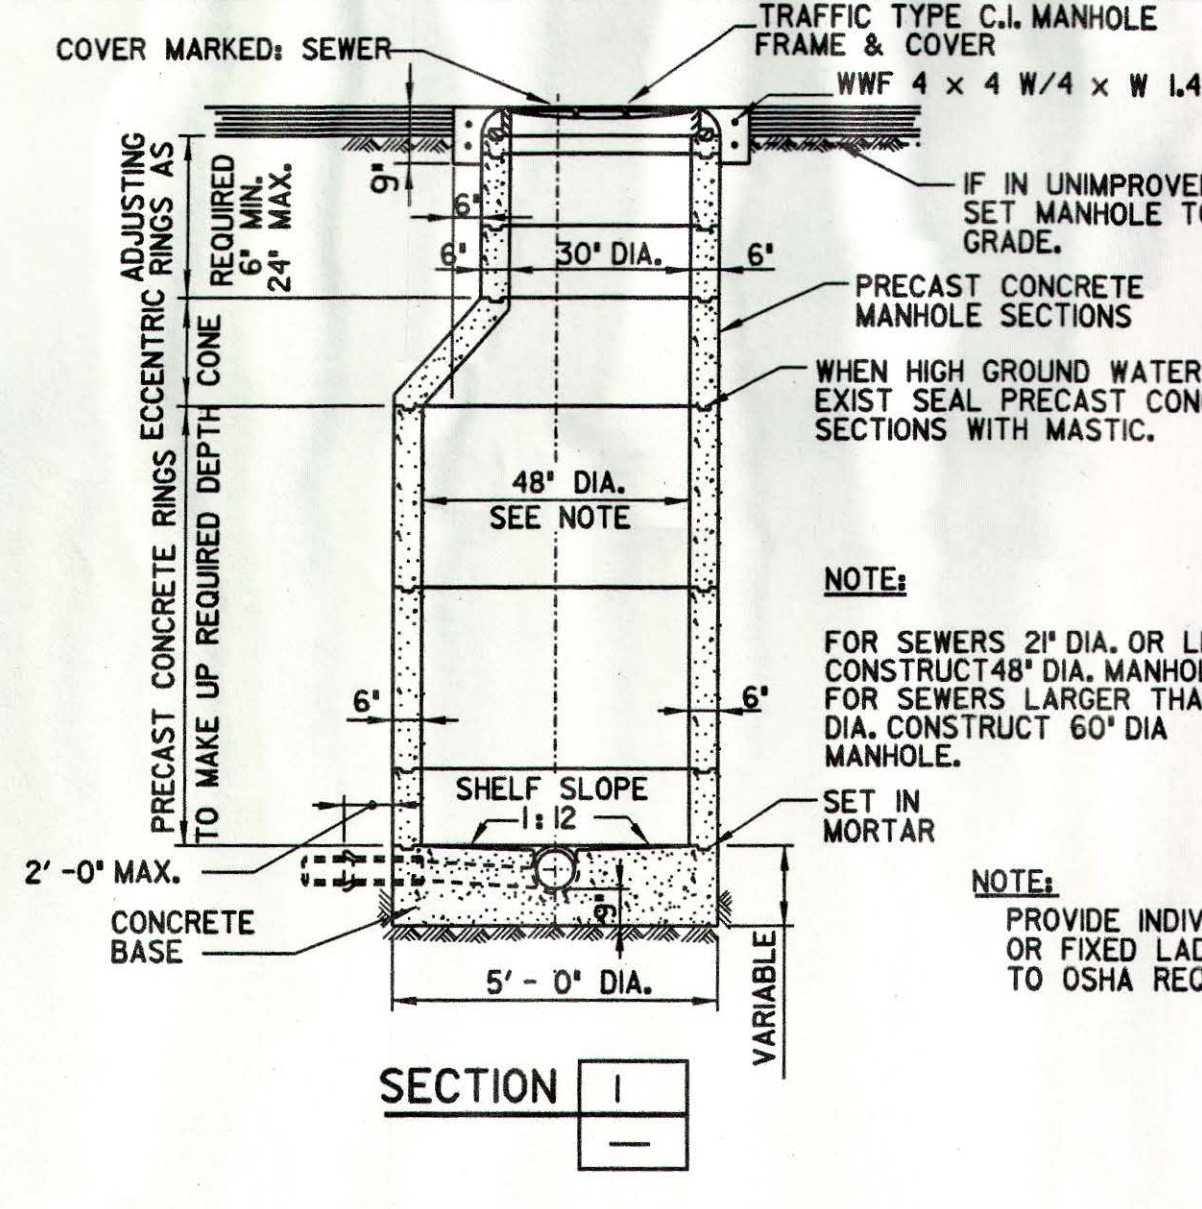 COVER MARKED: SEWER
TRAFFIC TYPE C.I. MANHOLE
FRAME & COVER
WWF 4 x 4 W/4 x W 1.4
ADJUSTING
RINGS AS
REQUIRED
6" MIN.
24" MAX.
9"
6"
6"
30" DIA.
6"
IF IN UNIMPROVE
SET MANHOLE T
GRADE.
PRECAST CONCRETE
MANHOLE SECTIONS
ECCENTRIC
CONE
WHEN HIGH GROUND WATER
EXIST SEAL PRECAST CON
SECTIONS WITH MASTIC.
48" DIA.
SEE NOTE
PRECAST CONCRETE RINGS
TO MAKE UP REQUIRED DEPTH
NOTE:
FOR SEWERS 21" DIA. OR L
CONSTRUCT 48" DIA. MANHO
FOR SEWERS LARGER THA
DIA. CONSTRUCT 60" DIA
MANHOLE.
6"
6"
SHELF SLOPE
1:12
SET IN
MORTAR
2'-0" MAX.
CONCRETE
BASE
9"
5'-0" DIA.
VARIABLE
NOTE:
PROVIDE INDIV
OR FIXED LAD
TO OSHA REC
SECTION 1
—